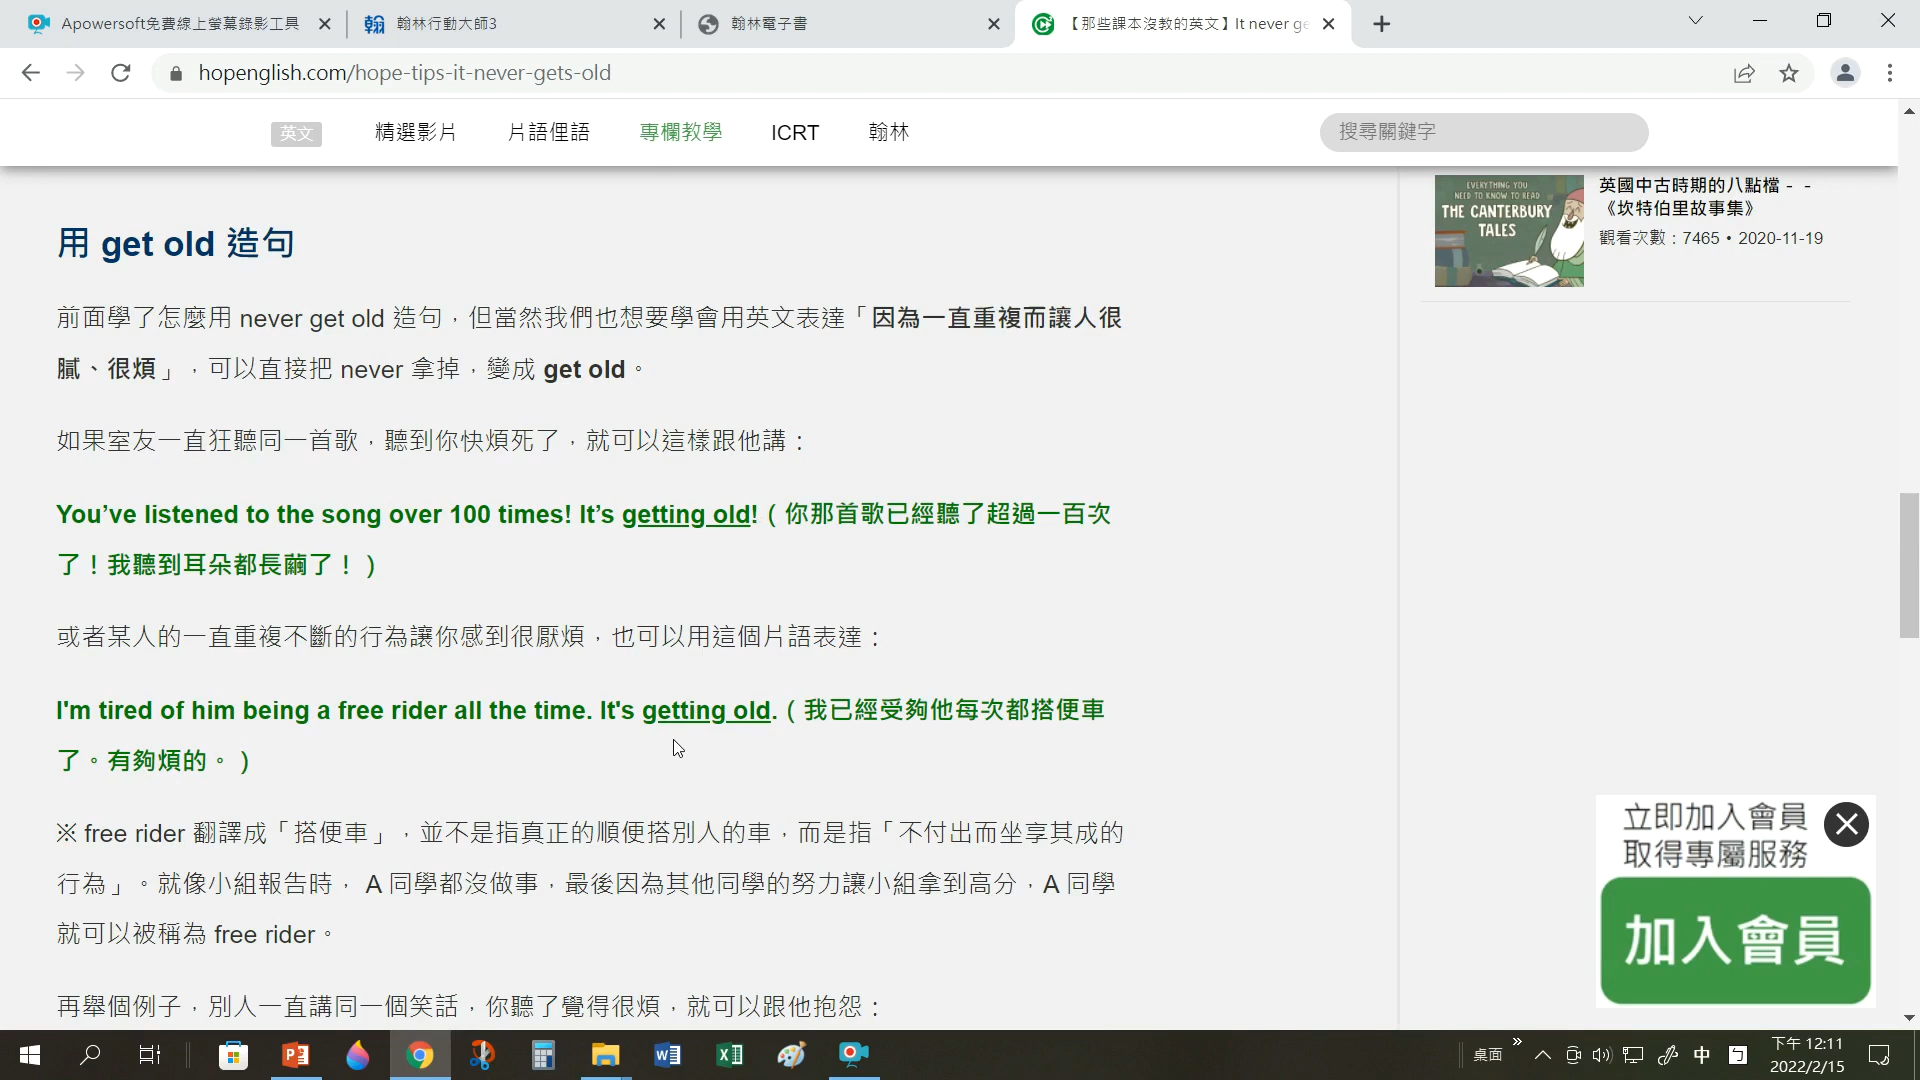 Apowersoft免費線上螢幕錄影工具
翰林行動大師3
翰林電子書
【那些課本沒教的英文】It never ge
hopenglish.com/hope-tips-it-never-gets-old
英文 精選影片 片語俚語 專欄教學 ICRT 翰林 搜尋關鍵字
用 get old 造句
前面學了怎麼用 never get old 造句，但當然我們也想要學會用英文表達「因為一直重複而讓人很
膩、很煩」，可以直接把 never 拿掉，變成 get old。
如果室友一直狂聽同一首歌，聽到你快煩死了，就可以這樣跟他講：
You’ve listened to the song over 100 times! It’s getting old!（你那首歌已經聽了超過一百次
了！我聽到耳朵都長繭了！）
或者某人的一直重複不斷的行為讓你感到很厭煩，也可以用這個片語表達：
I'm tired of him being a free rider all the time. It's getting old.（我已經受夠他每次都搭便車
了。有夠煩的。）
※ free rider 翻譯成「搭便車」，並不是指真正的順便搭別人的車，而是指「不付出而坐享其成的
行為」。就像小組報告時， A 同學都沒做事，最後因為其他同學的努力讓小組拿到高分，A 同學
就可以被稱為 free rider。
再舉個例子，別人一直講同一個笑話，你聽了覺得很煩，就可以跟他抱怨：
EVERYTHING YOU
NEED TO KNOW TO READ
THE CANTERBURY
TALES
英國中古時期的八點檔－－
《坎特伯里故事集》
觀看次數：7465 • 2020-11-19
立即加入會員
取得專屬服務
加入會員
桌面
中
ㄅ
下午 12:11
2022/2/15